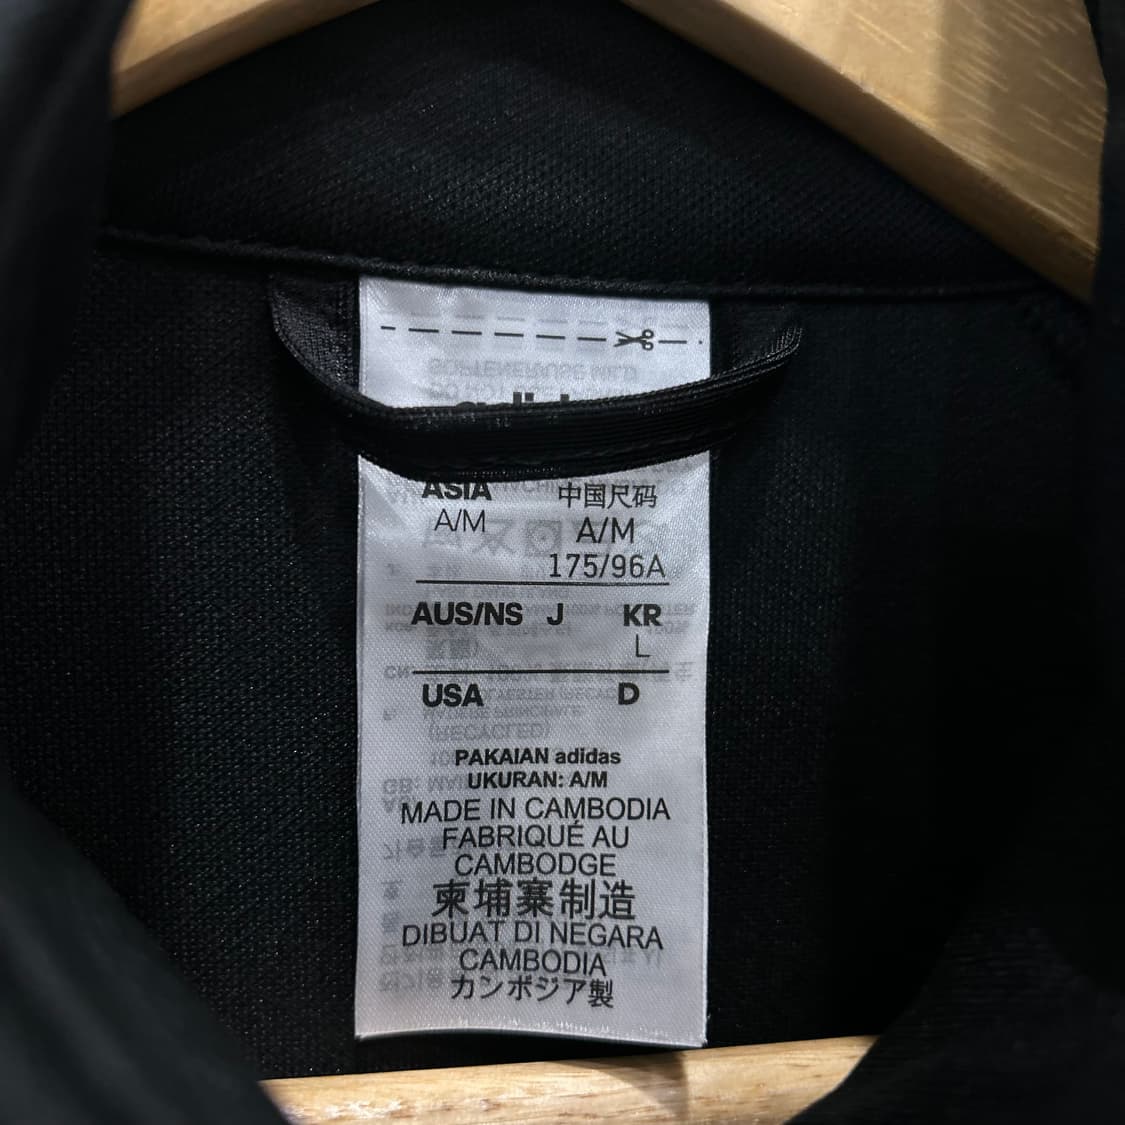 ASIA 中国尺码
A/M A/M
175/96A
AUS/NS J KR
L
USA D
PAKAIAN adidas
UKURAN: A/M
MADE IN CAMBODIA
FABRIQUÉ AU
CAMBODGE
柬埔寨制造
DIBUAT DI NEGARA
CAMBODIA
カンボジア製